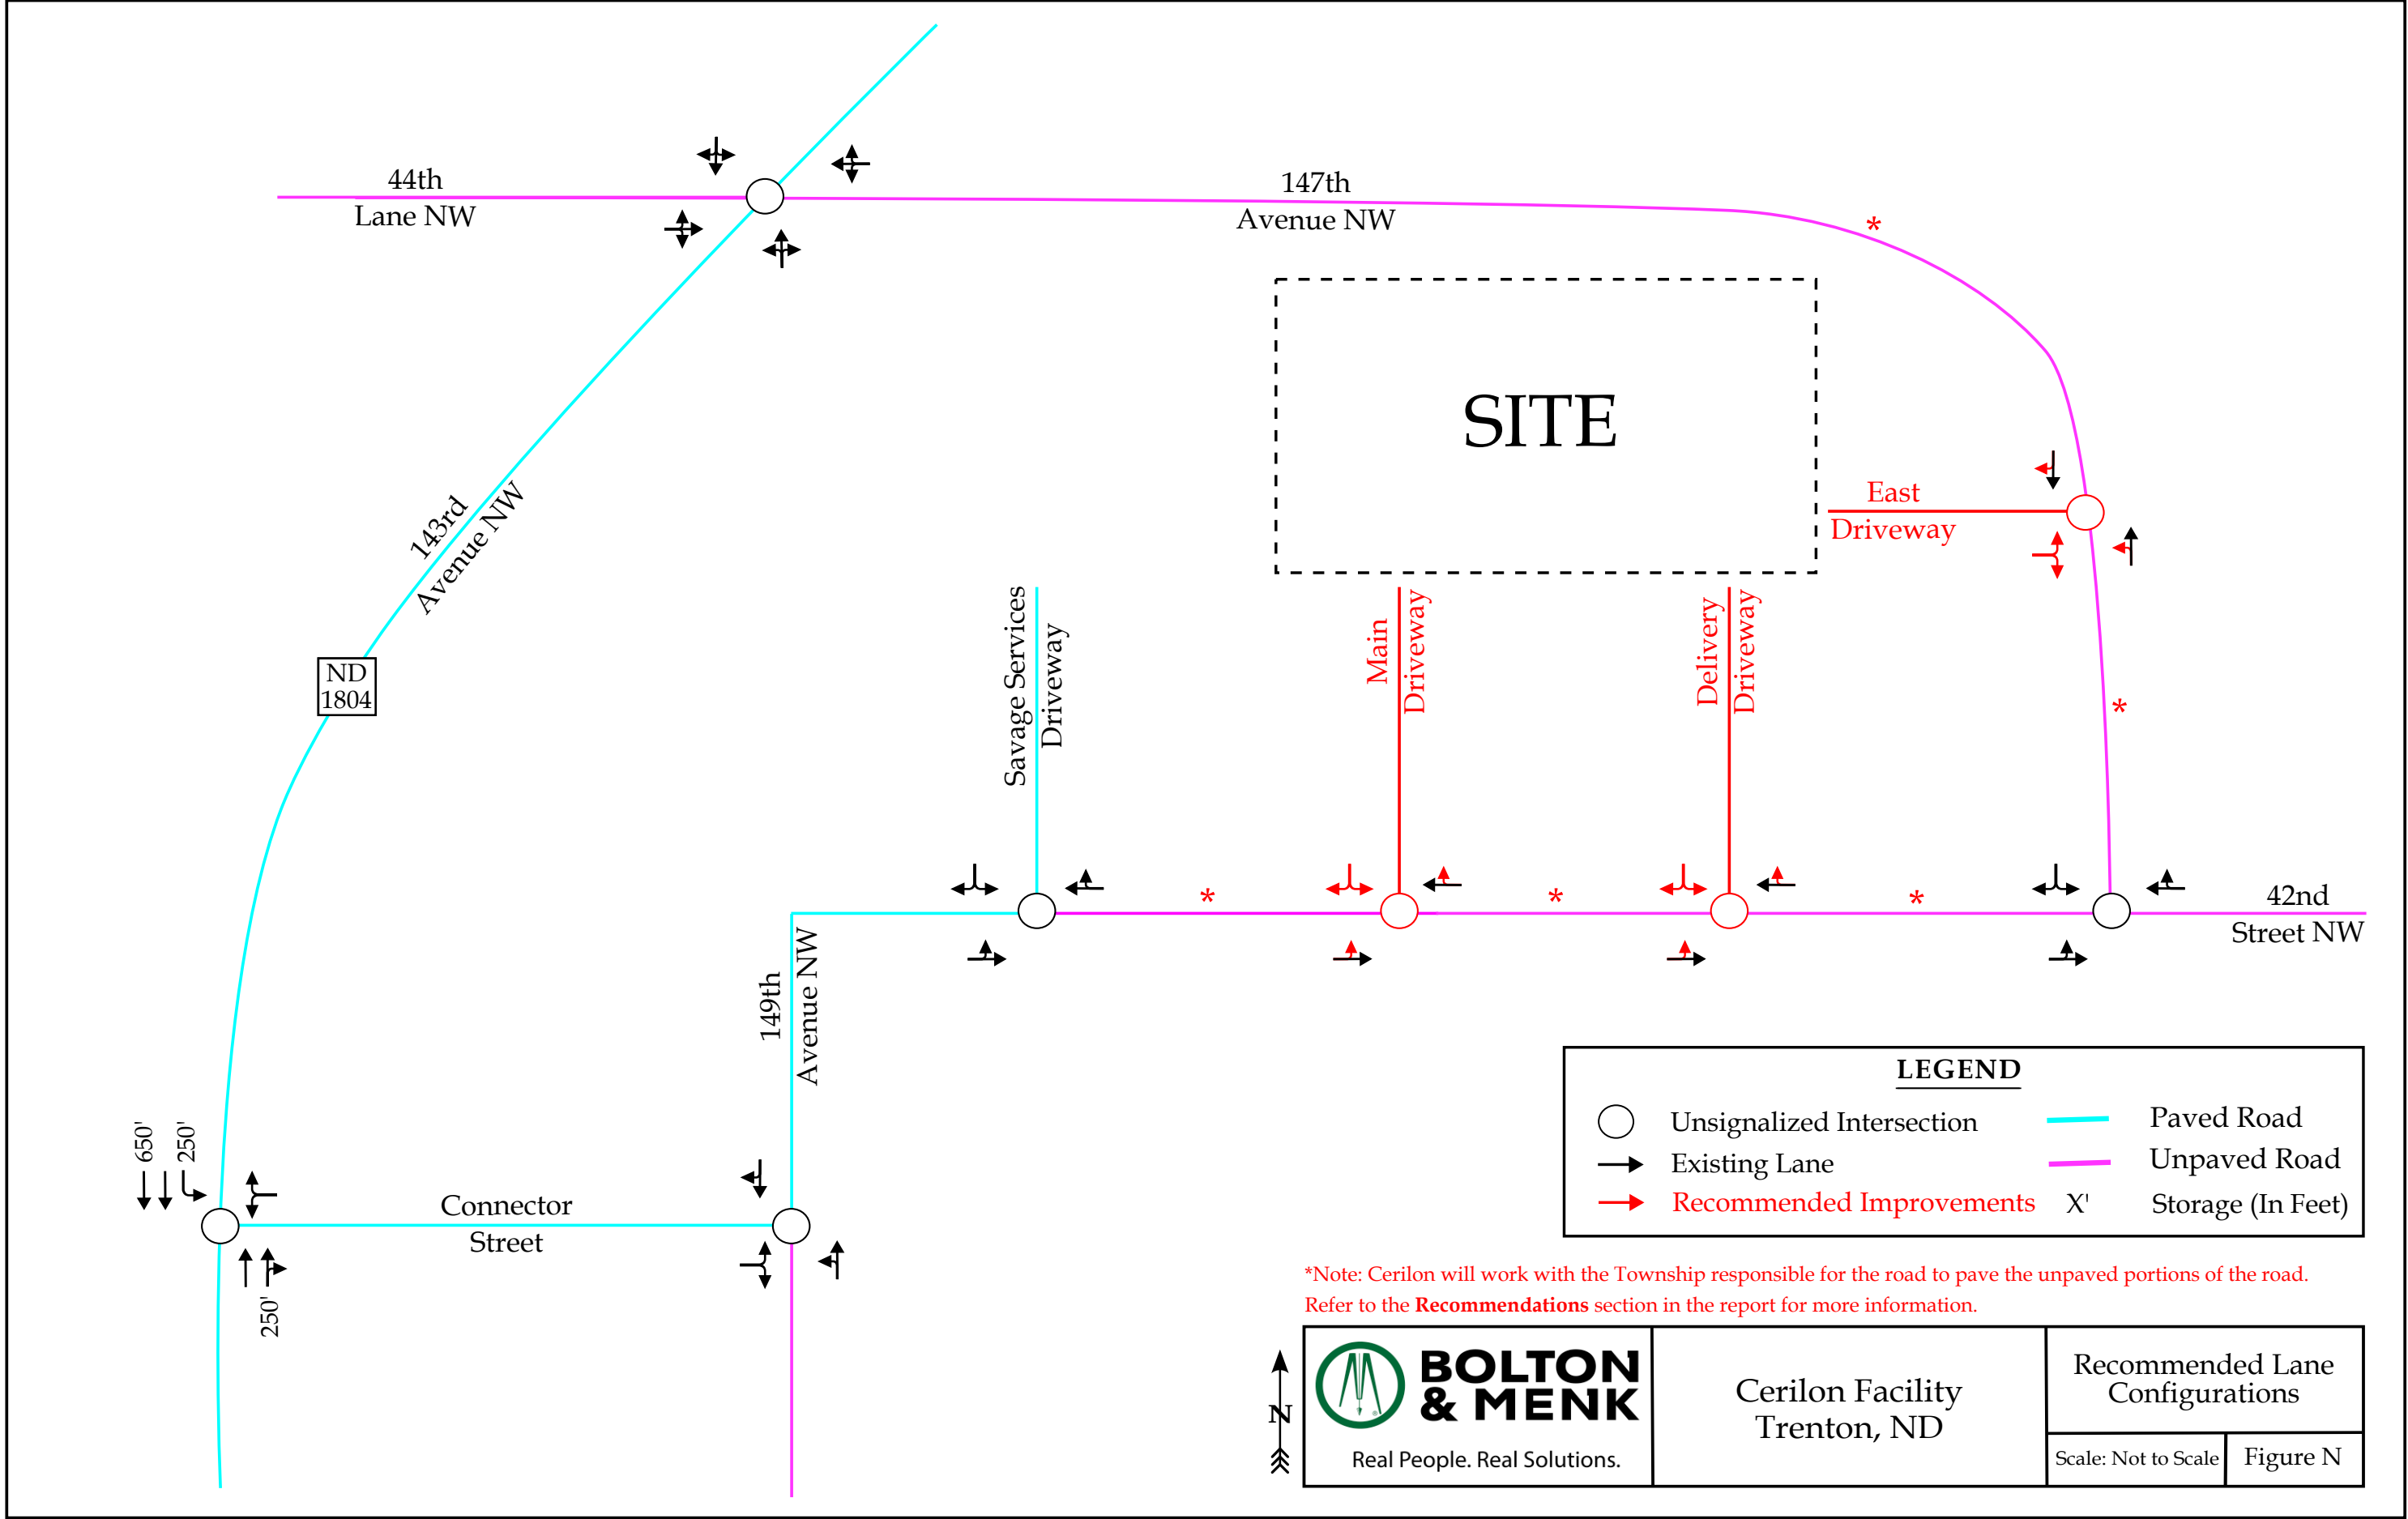 44th
Lane NW
147th
Avenue NW
SITE
143rd
Avenue NW
East
Driveway
ND
1804
Savage Services
Driveway
Main
Driveway
Delivery
Driveway
*
*
*
*
*
42nd
Street NW
149th
Avenue NW
650'
250'
Connector
Street
250'
LEGEND
Unsignalized Intersection
Paved Road
Existing Lane
Unpaved Road
Recommended Improvements
X'
Storage (In Feet)
*Note: Cerilon will work with the Township responsible for the road to pave the unpaved portions of the road.
Refer to the Recommendations section in the report for more information.
N
BOLTON
& MENK
®
Real People. Real Solutions.
Cerilon Facility
Trenton, ND
Recommended Lane
Configurations
Scale: Not to Scale
Figure N